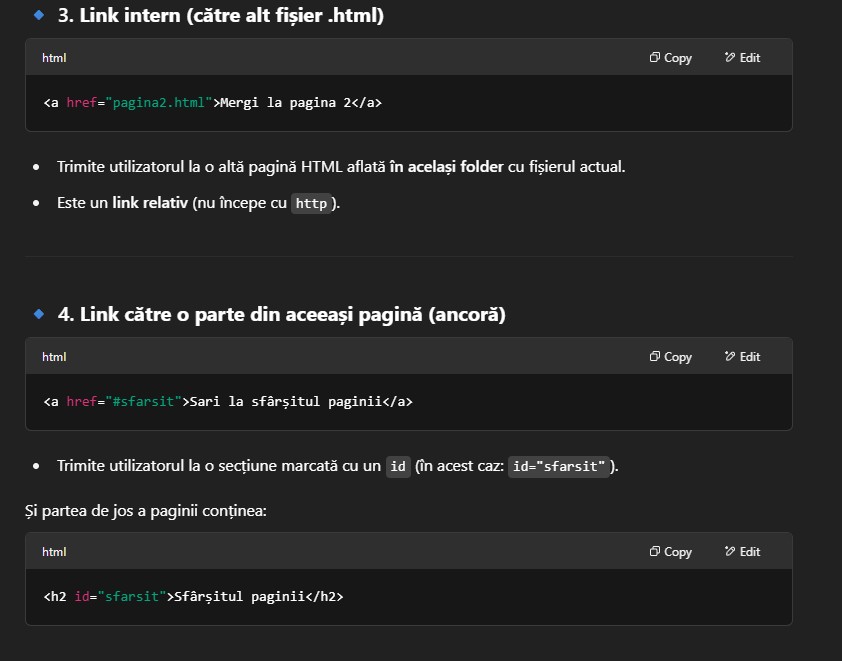 3. Link intern (către alt fișier .html)
html
Copy
Edit
<a href="pagina2.html">Mergi la pagina 2</a>
Trimite utilizatorul la o altă pagină HTML aflată în același folder cu fișierul actual.
Este un link relativ (nu începe cu http).
4. Link către o parte din aceeași pagină (ancoră)
html
Copy
Edit
<a href="#sfarsit">Sari la sfârșitul paginii</a>
Trimite utilizatorul la o secțiune marcată cu un id (în acest caz: id="sfarsit").
Și partea de jos a paginii conținea:
html
Copy
Edit
<h2 id="sfarsit">Sfârșitul paginii</h2>